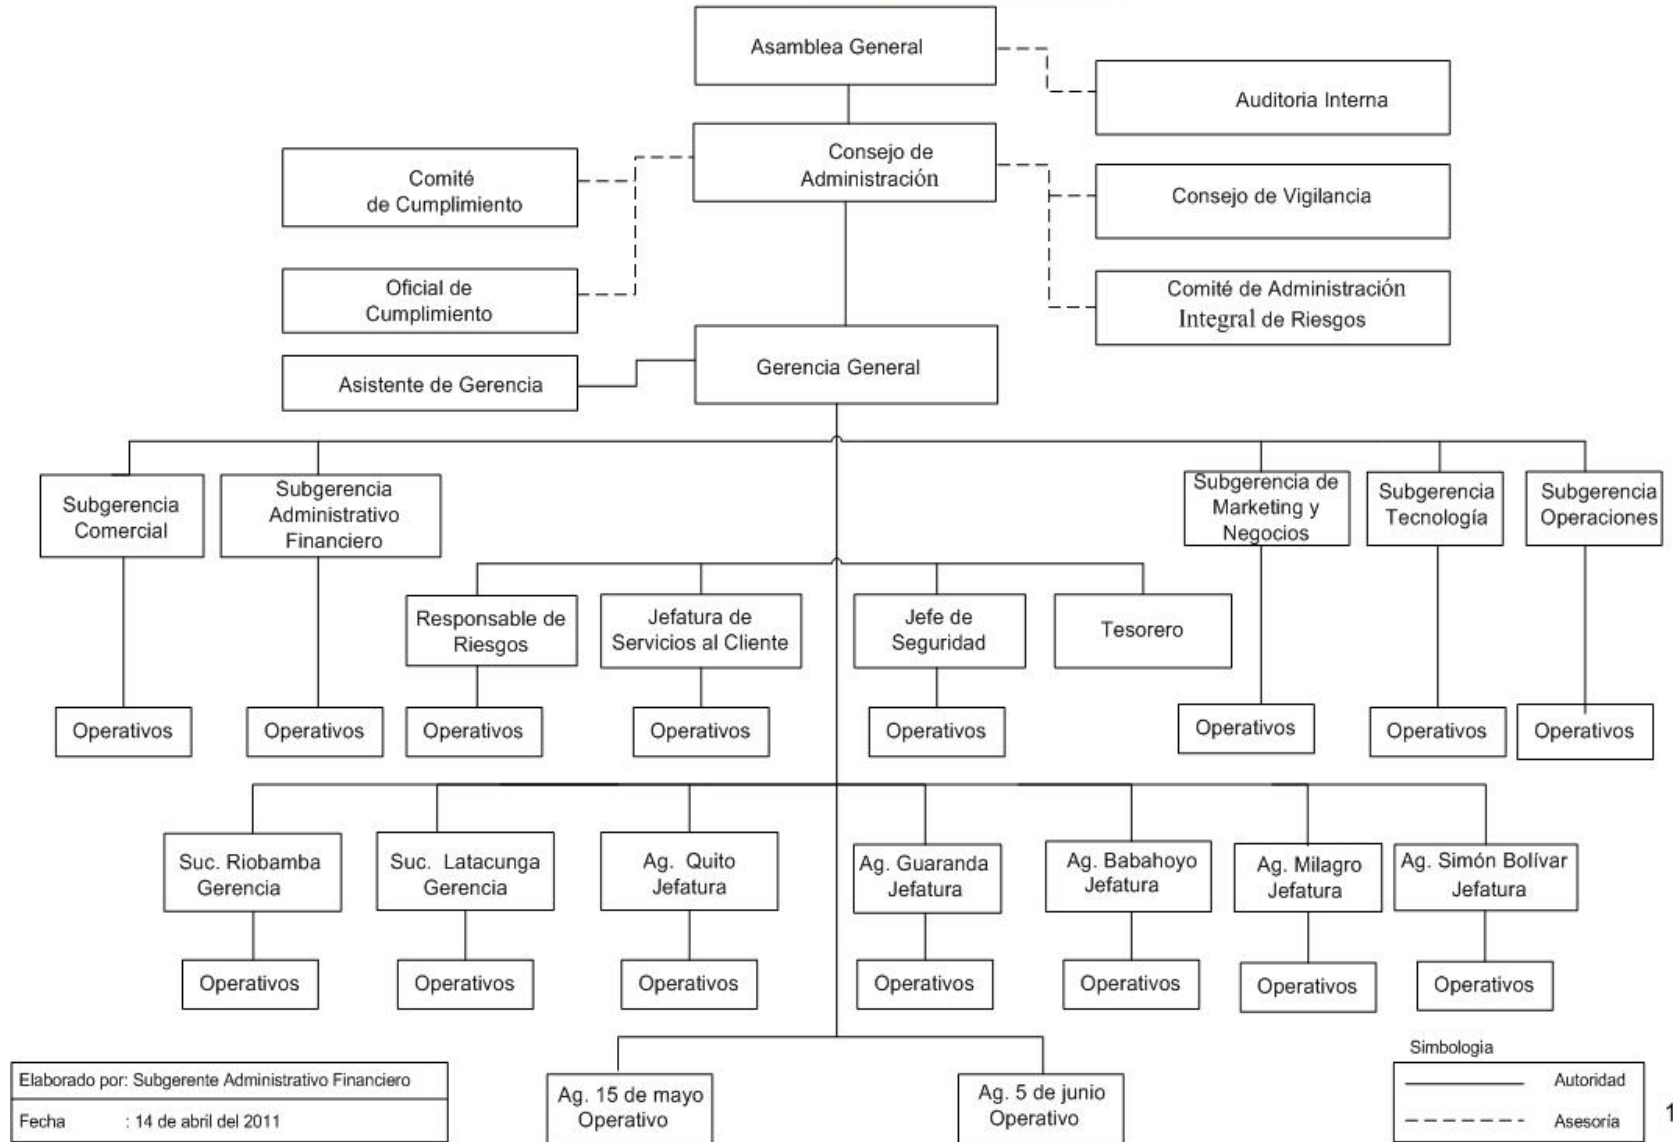 Asamblea General
Auditoria Interna
Consejo de
Administración
Comité
de Cumplimiento
Consejo de Vigilancia
Oficial de
Cumplimiento
Comité de Administración
Integral de Riesgos
Gerencia General
Asistente de Gerencia
Subgerencia
Comercial
Subgerencia
Administrativo
Financiero
Subgerencia de
Marketing y
Negocios
Subgerencia
Tecnología
Subgerencia
Operaciones
Responsable de
Riesgos
Jefatura de
Servicios al Cliente
Jefe de
Seguridad
Tesorero
Operativos
Operativos
Operativos
Operativos
Operativos
Operativos
Operativos
Operativos
Suc. Riobamba
Gerencia
Suc. Latacunga
Gerencia
Ag. Quito
Jefatura
Ag. Guaranda
Jefatura
Ag. Babahoyo
Jefatura
Ag. Milagro
Jefatura
Ag. Simón Bolívar
Jefatura
Operativos
Operativos
Operativos
Operativos
Operativos
Operativos
Operativos
Ag. 15 de mayo
Operativo
Ag. 5 de junio
Operativo
Elaborado por: Subgerente Administrativo Financiero
Fecha : 14 de abril del 2011
Simbologia
Autoridad
Asesoría
1